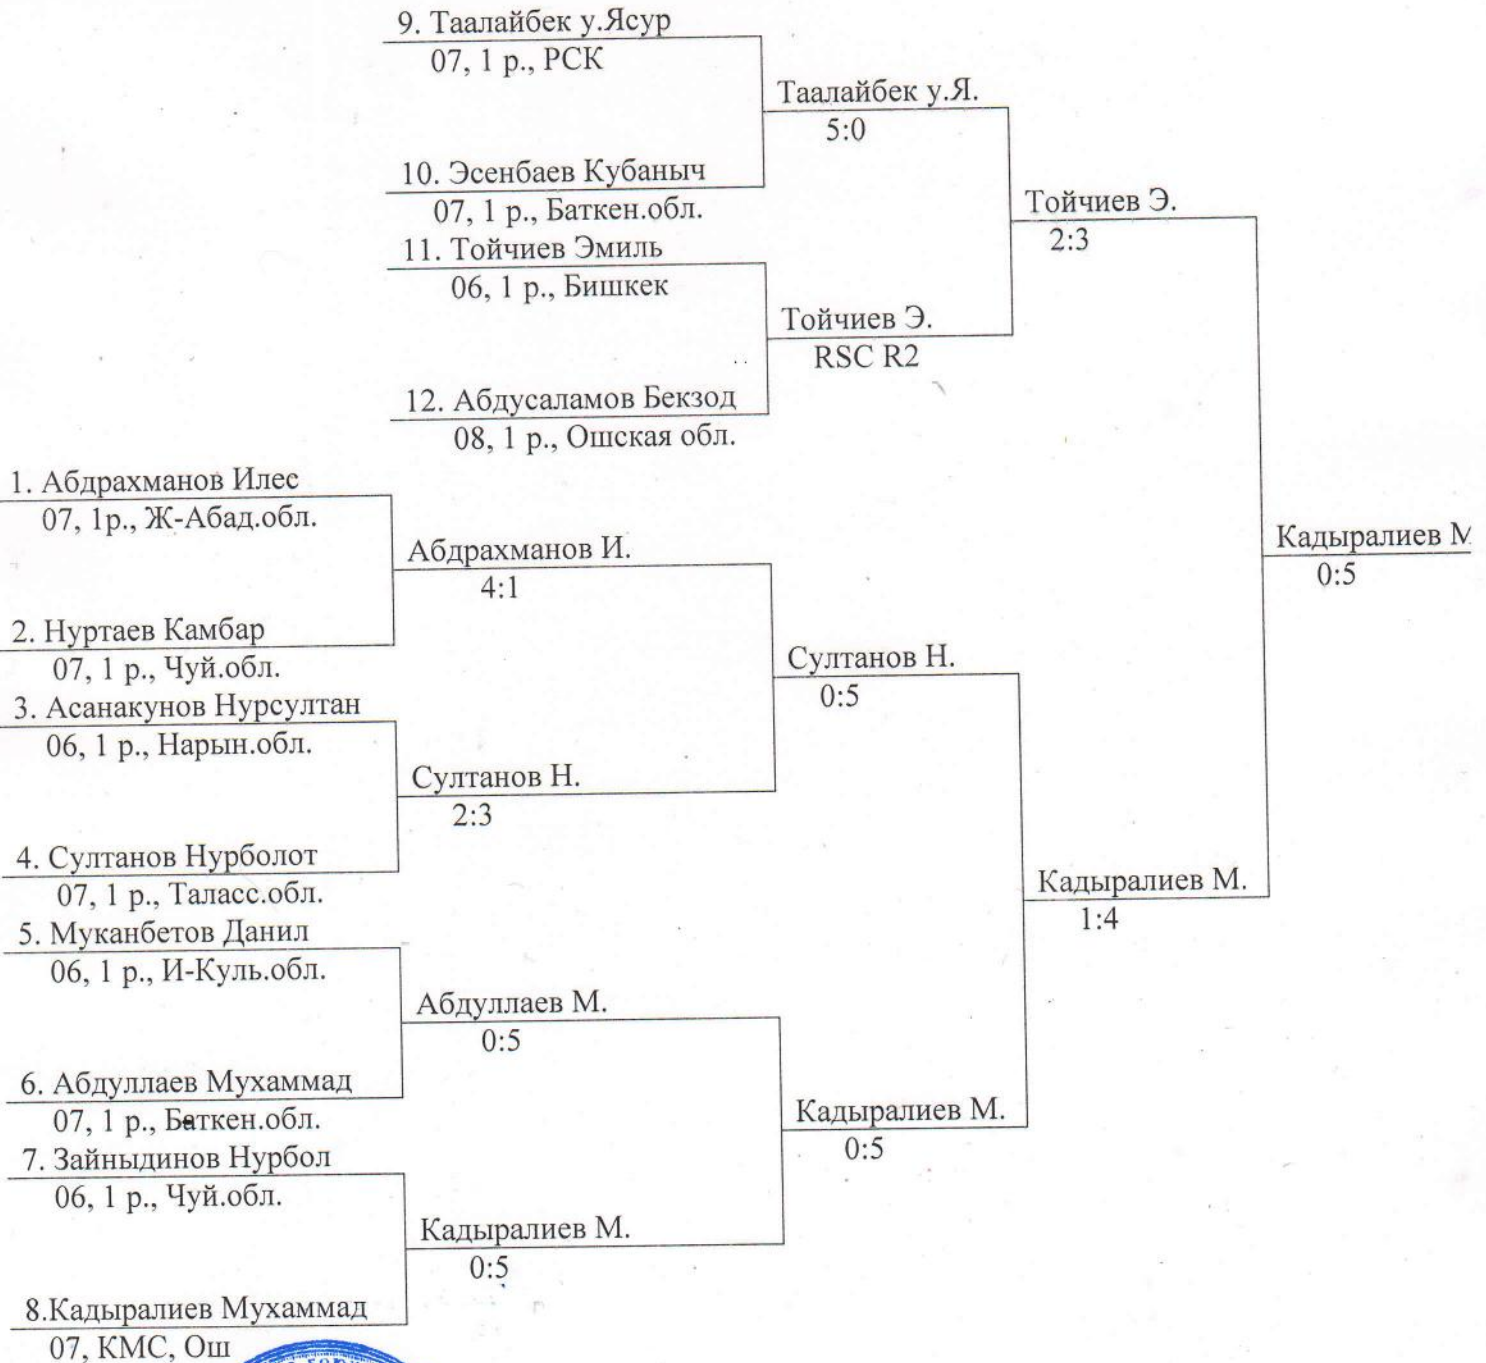 9. Таалайбек у.Ясур
07, 1 р., РСК
Таалайбек у.Я.
5:0
10. Эсенбаев Кубаныч
07, 1 р., Баткен.обл.
Тойчиев Э.
2:3
11. Тойчиев Эмиль
06, 1 р., Бишкек
Тойчиев Э.
RSC R2
12. Абдусаламов Бекзод
08, 1 р., Ошская обл.
1. Абдрахманов Илес
07, 1р., Ж-Абад.обл.
Абдрахманов И.
4:1
Кадыралиев М
0:5
2. Нуртаев Камбар
07, 1 р., Чуй.обл.
Султанов Н.
0:5
3. Асанакунов Нурсултан
06, 1 р., Нарын.обл.
Султанов Н.
2:3
4. Султанов Нурболот
07, 1 р., Таласс.обл.
Кадыралиев М.
1:4
5. Муканбетов Данил
06, 1 р., И-Куль.обл.
Абдуллаев М.
0:5
6. Абдуллаев Мухаммад
07, 1 р., Баткен.обл.
Кадыралиев М.
0:5
7. Зайныдинов Нурбол
06, 1 р., Чуй.обл.
Кадыралиев М.
0:5
8.Кадыралиев Мухаммад
07, КМС, Ош